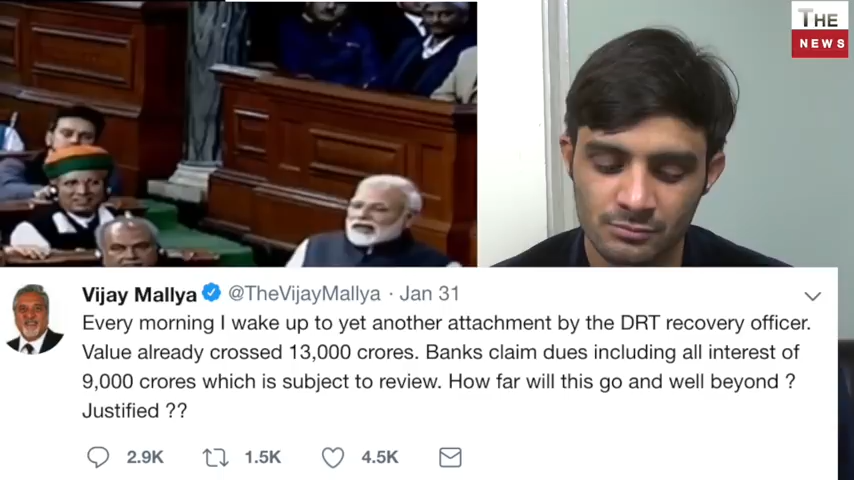 THE
NEWS
Vijay Mallya @TheVijayMallya · Jan 31
Every morning I wake up to yet another attachment by the DRT recovery officer.
Value already crossed 13,000 crores. Banks claim dues including all interest of
9,000 crores which is subject to review. How far will this go and well beyond ?
Justified ??
2.9K 1.5K 4.5K